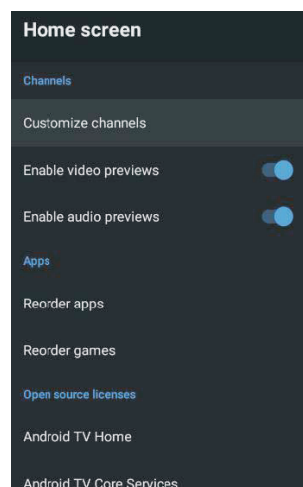 Home screen
Channels
Customize channels
Enable video previews
Enable audio previews
Apps
Reorder apps
Reorder games
Open source licenses
Android TV Home
Android TV Core Services